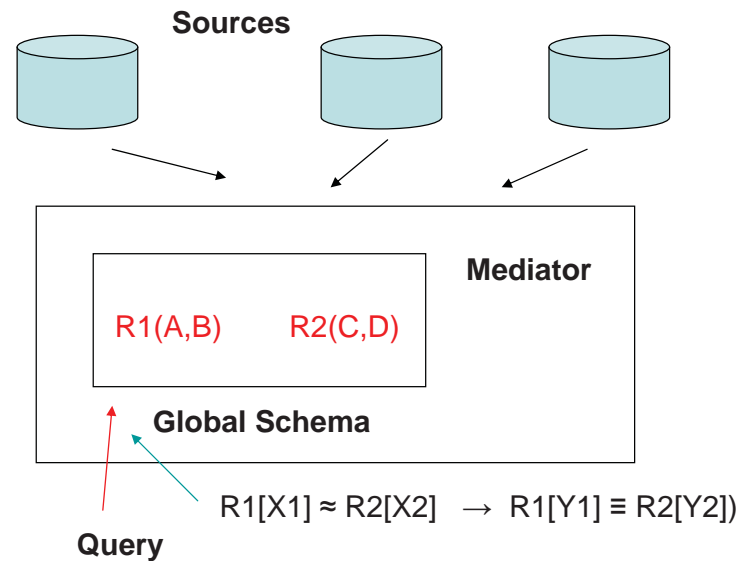 Sources
Mediator
R1(A,B) R2(C,D)
Global Schema
R1[X1] ≈ R2[X2] → R1[Y1] ≡ R2[Y2])
Query